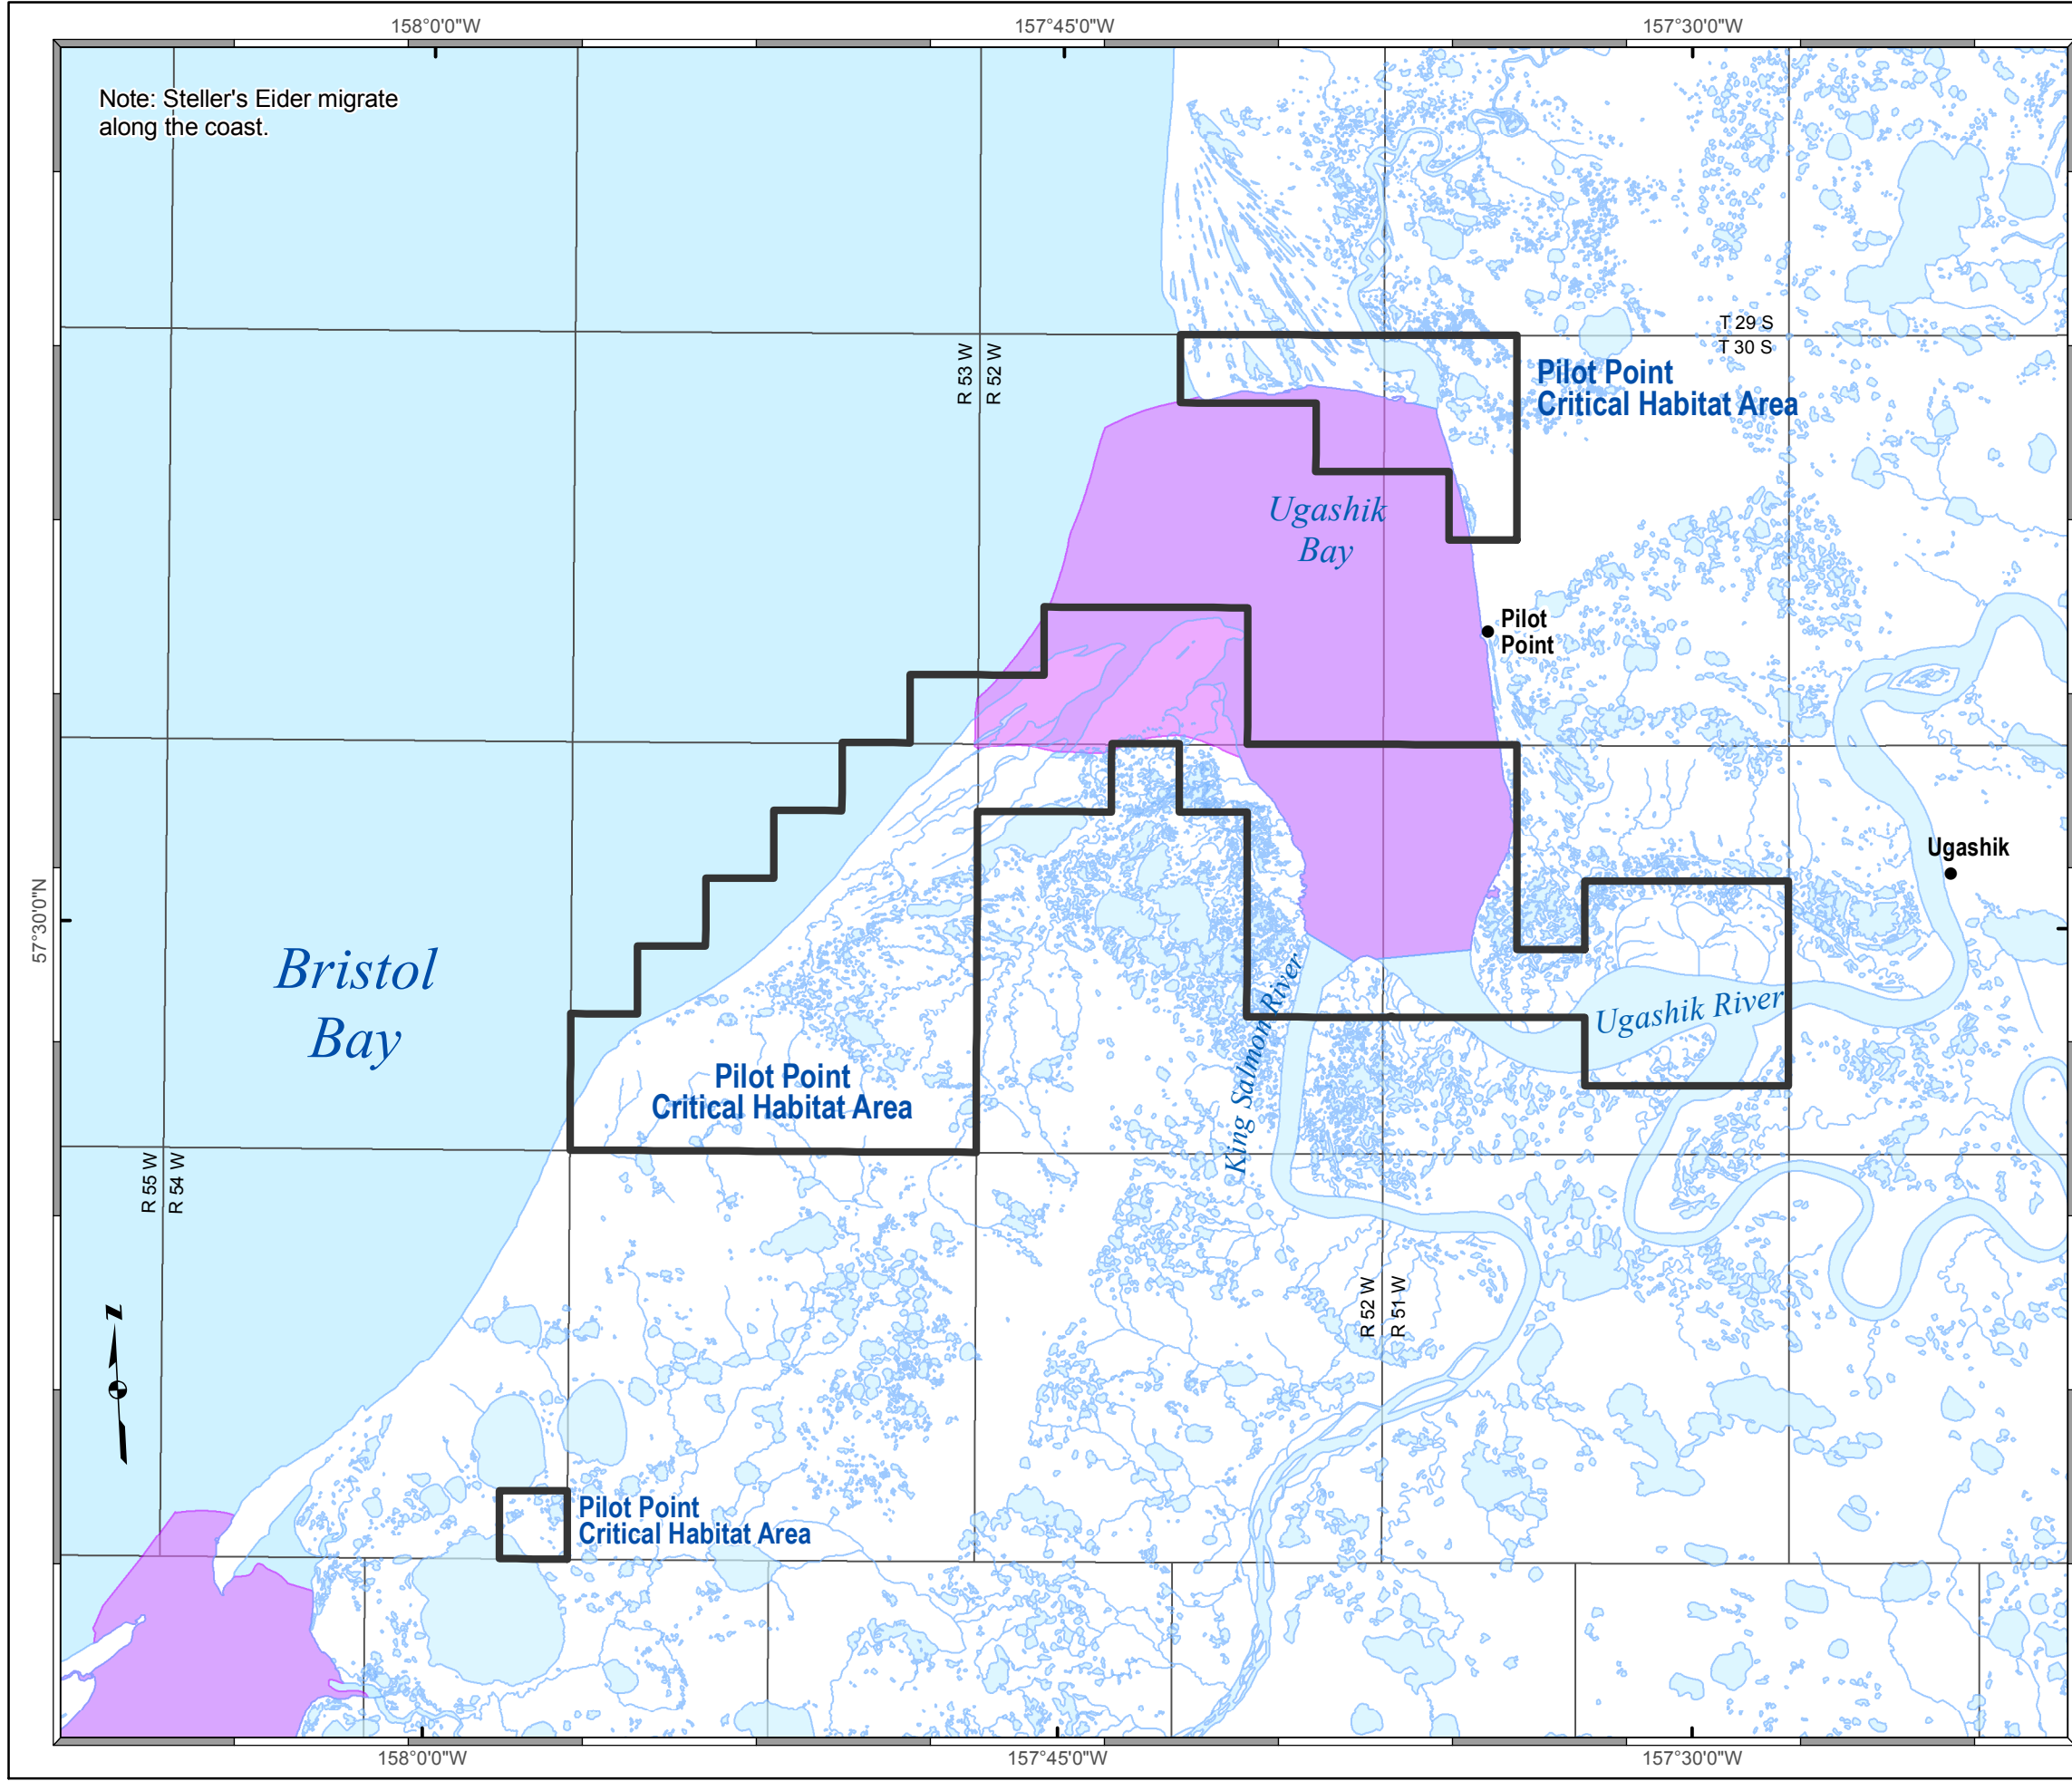 158°0'0"W
157°45'0"W
157°30'0"W
Note: Steller's Eider migrate
along the coast.
T 29 S
T 30 S
R 53 W
R 52 W
Pilot Point
Critical Habitat Area
Ugashik
Bay
Pilot
Point
Ugashik
57°30'0"N
Bristol
Bay
Ugashik River
King Salmon River
Pilot Point
Critical Habitat Area
R 55 W
R 54 W
R 52 W
R 51 W
N
Pilot Point
Critical Habitat Area
158°0'0"W
157°45'0"W
157°30'0"W